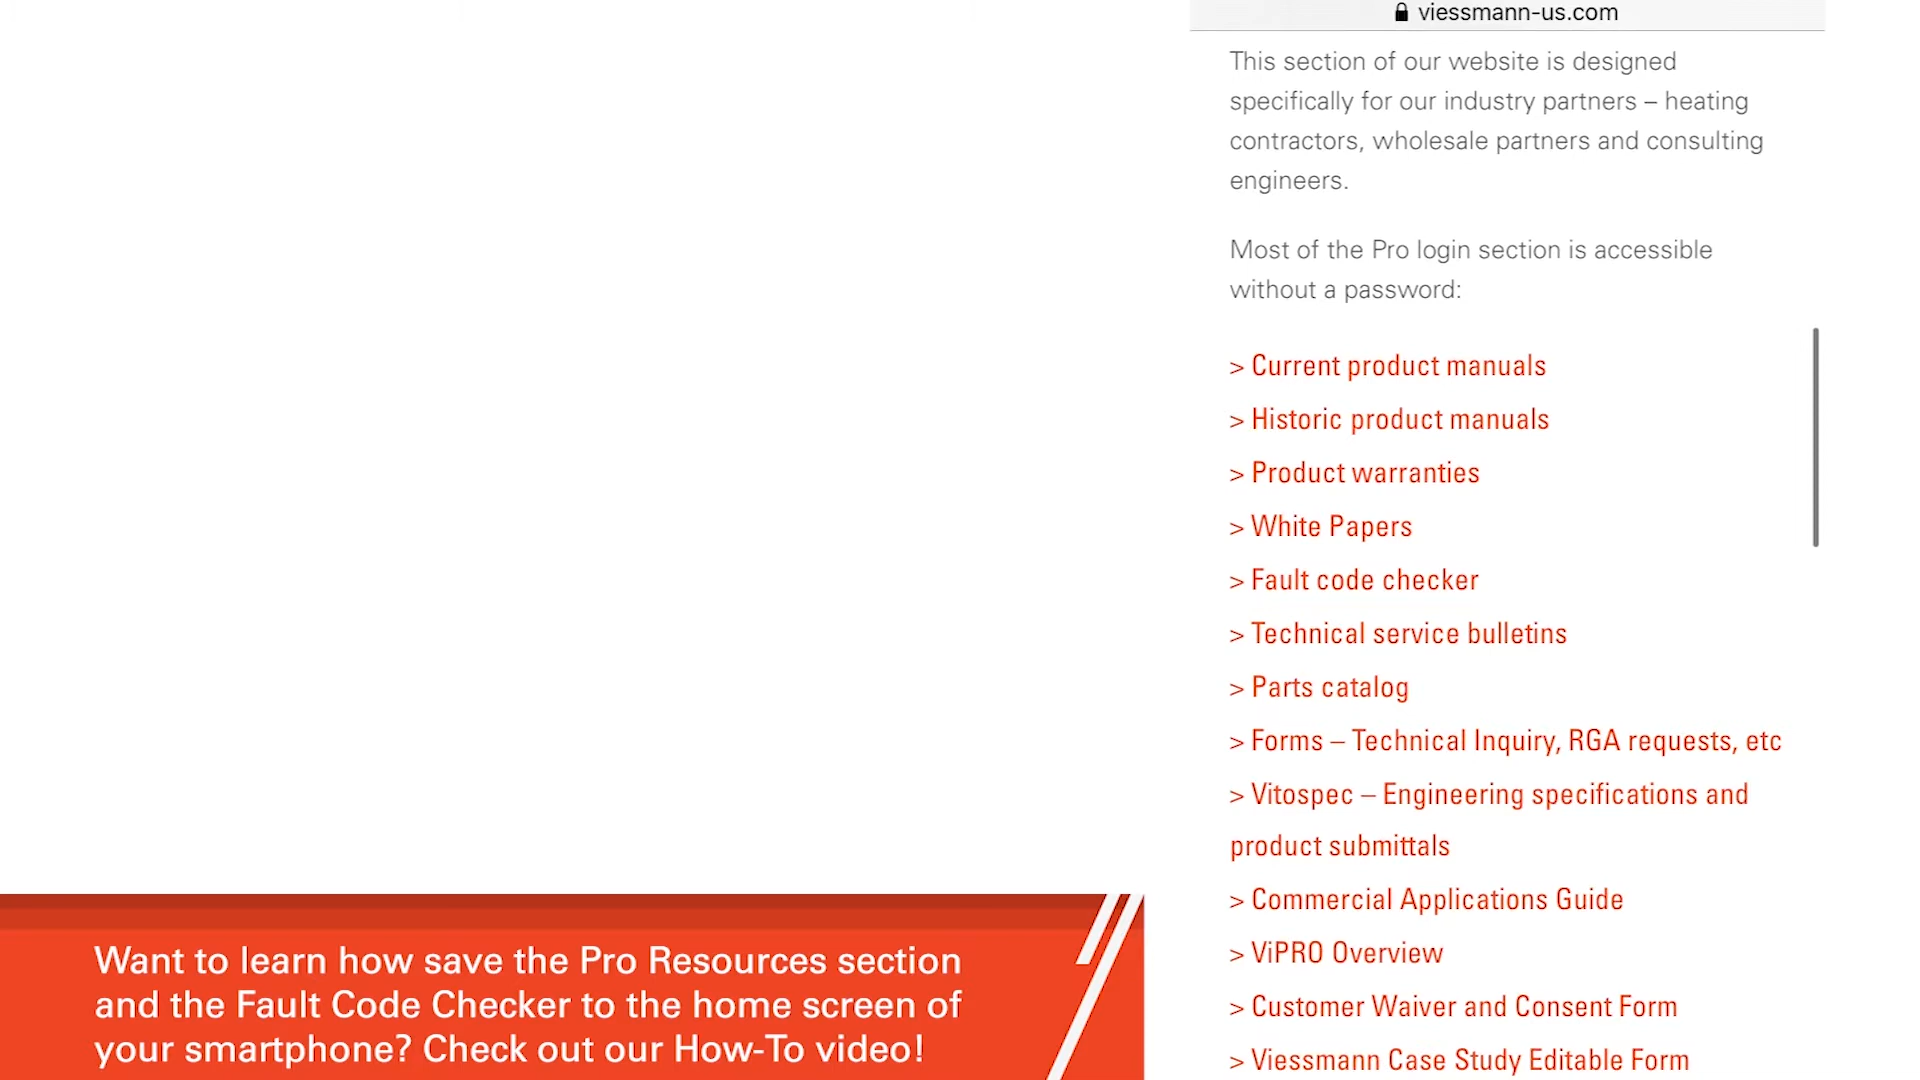 viessmann-us.com
This section of our website is designed
specifically for our industry partners – heating
contractors, wholesale partners and consulting
engineers.
Most of the Pro login section is accessible
without a password:
> Current product manuals
> Historic product manuals
> Product warranties
> White Papers
> Fault code checker
> Technical service bulletins
> Parts catalog
> Forms – Technical Inquiry, RGA requests, etc
> Vitospec – Engineering specifications and
product submittals
> Commercial Applications Guide
> ViPRO Overview
> Customer Waiver and Consent Form
> Viessmann Case Study Editable Form
Want to learn how save the Pro Resources section
and the Fault Code Checker to the home screen of
your smartphone? Check out our How-To video!